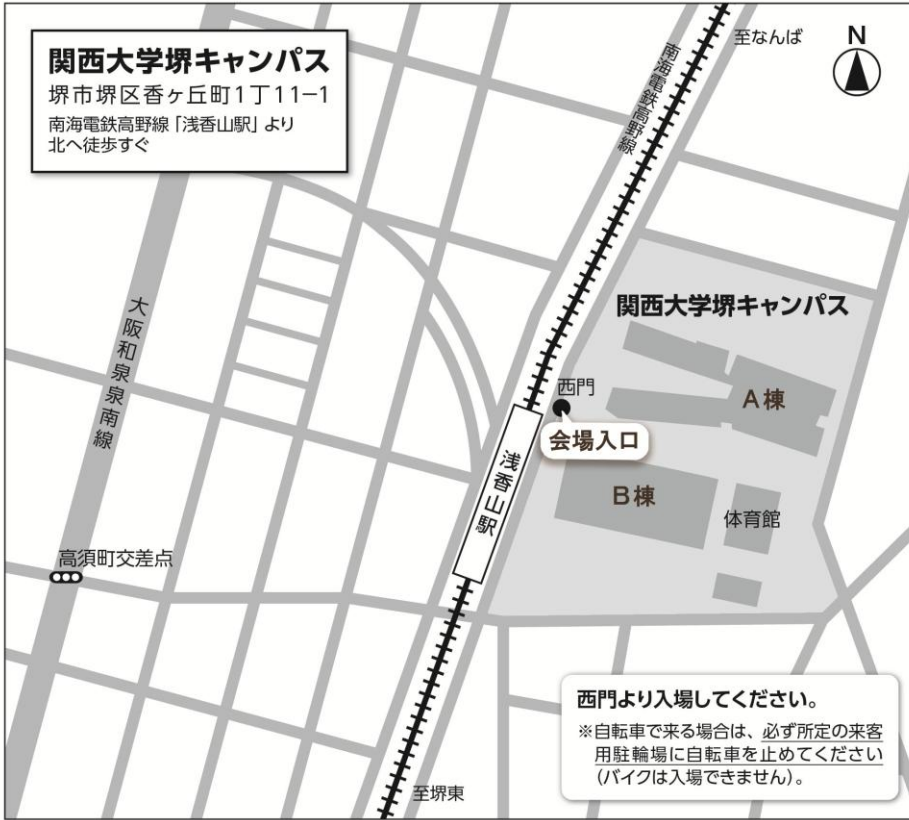 関西大学堺キャンパス
堺市堺区香ヶ丘町1丁11-1
南海電鉄高野線「浅香山駅」より
北へ徒歩すぐ
至なんば
N
南海電鉄高野線
大阪和泉泉南線
関西大学堺キャンパス
西門
A棟
会場入口
浅香山駅
B棟
体育館
高須町交差点
西門より入場してください。
※自転車で来る場合は、必ず所定の来客
用駐輪場に自転車を止めてください
(バイクは入場できません)。
至堺東